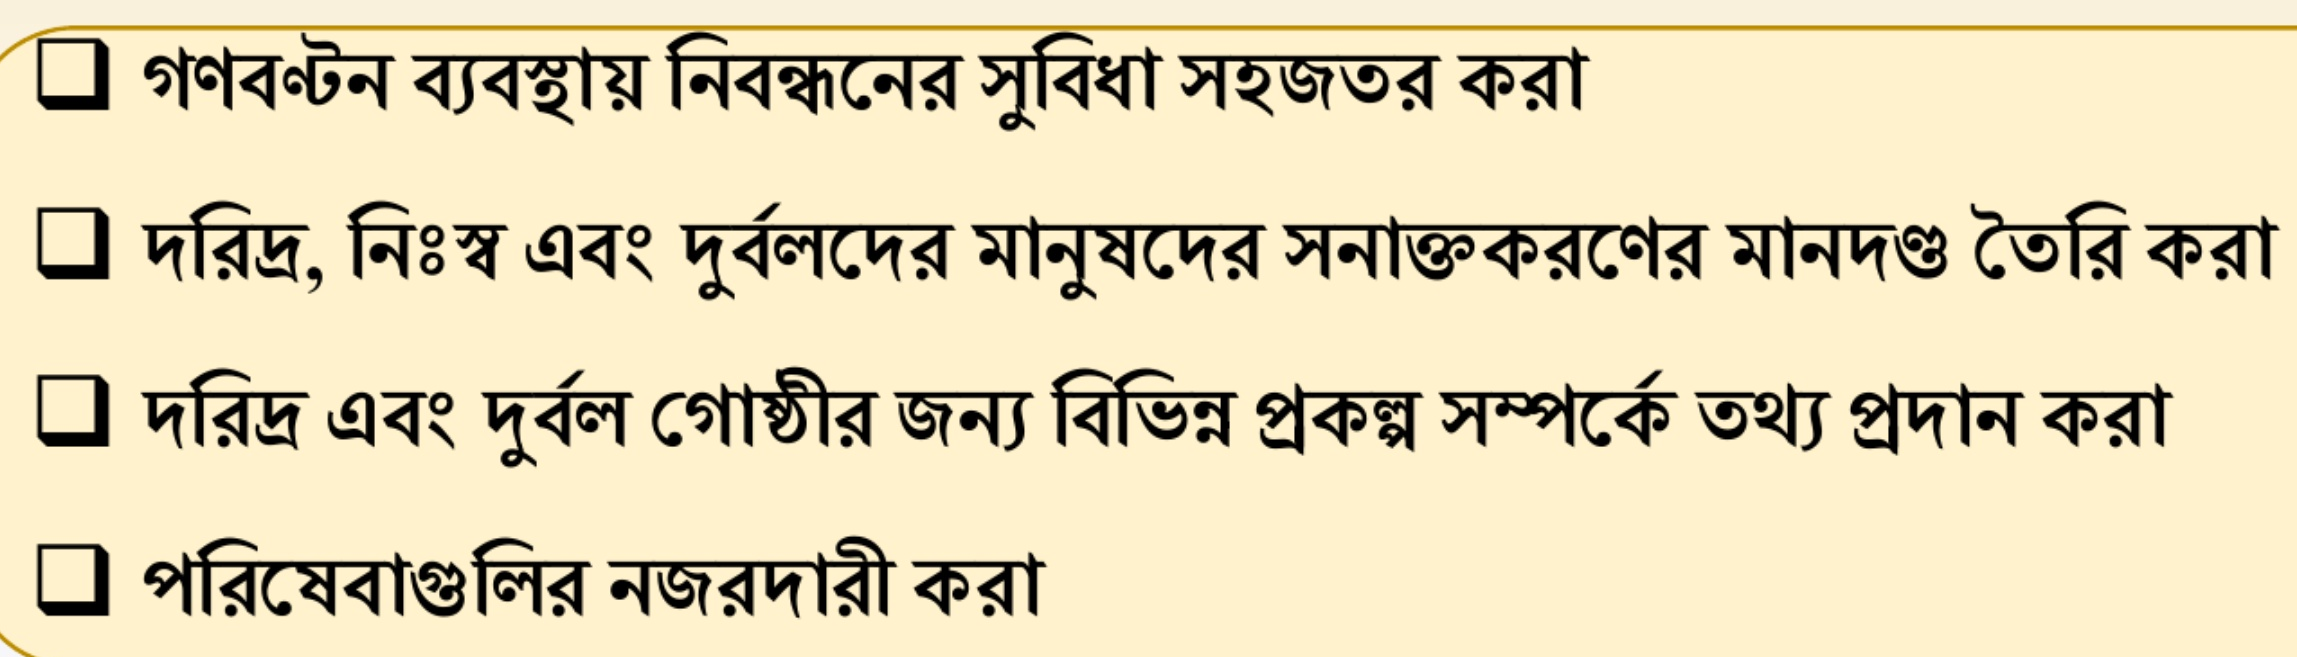 ❑ গণবণ্টন ব্যবস্থায় নিবন্ধনের সুবিধা সহজতর করা
❑ দরিদ্র, নিঃস্ব এবং দুর্বলদের মানুষদের সনাক্তকরণের মানদণ্ড তৈরি করা
❑ দরিদ্র এবং দুর্বল গোষ্ঠীর জন্য বিভিন্ন প্রকল্প সম্পর্কে তথ্য প্রদান করা
❑ পরিষেবাগুলির নজরদারী করা